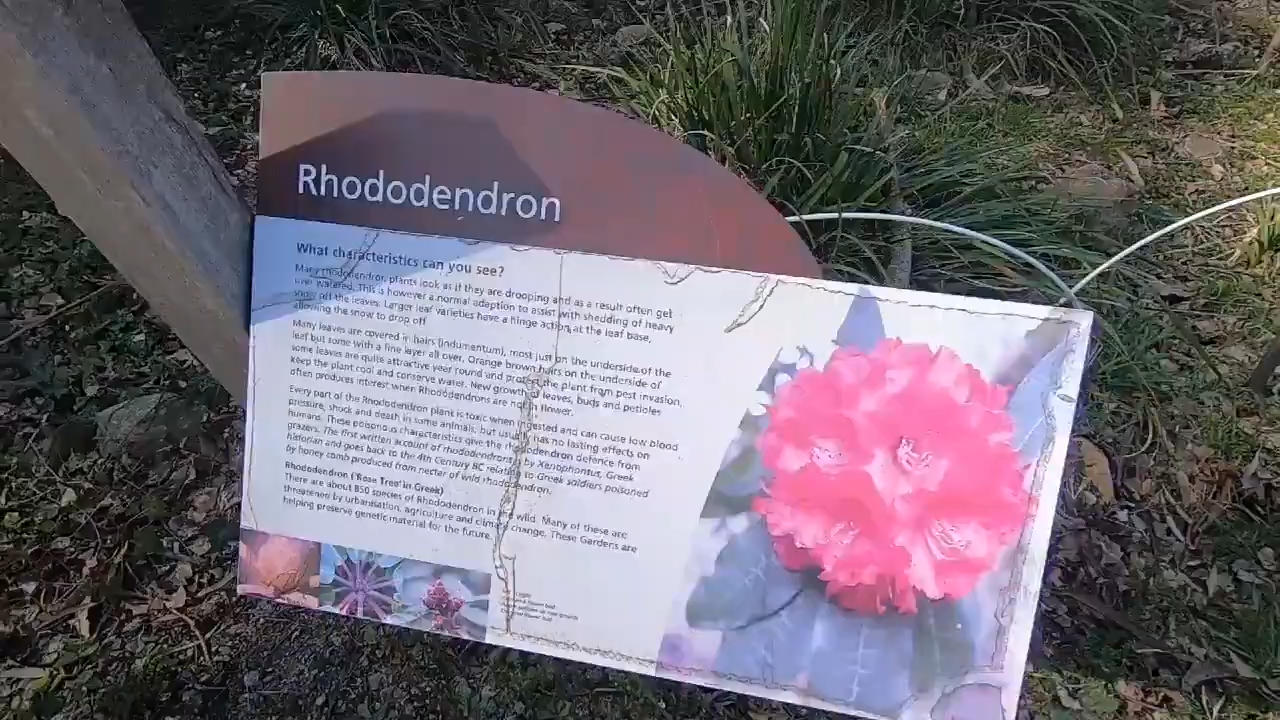 Rhododendron
What characteristics can you see?
Many rhododendron plants look as if they are drooping and as a result often get
over watered. This is however a normal adaption to assist with shedding of heavy
snow off the leaves. Larger leaf varieties have a hinge action at the leaf base,
allowing the snow to drop off
Many leaves are covered in hairs (indumentum), most just on the underside of the
leaf but some with a fine layer all over. Orange brown hairs on the underside of
some leaves are quite attractive year round and protect the plant from pest invasion,
keep the plant cool and conserve water. New growth of leaves, buds and petioles
often produces interest when Rhododendrons are not in flower.
Every part of the Rhododendron plant is toxic when ingested and can cause low blood
pressure, shock and death in some animals, but usually has no lasting effects on
humans. These poisonous characteristics give the rhododendron defence from
grazers. The first written account of rhododendrons by Xenophontus, Greek
historian and goes back to the 4th Century BC relating to Greek soldiers poisoned
by honey comb produced from nectar of wild rhododendron.
Rhododendron ('Rose Tree' in Greek)
There are about 850 species of Rhododendron in the wild. Many of these are
threatened by urbanisation, agriculture and climate change. These Gardens are
helping preserve genetic material for the future.